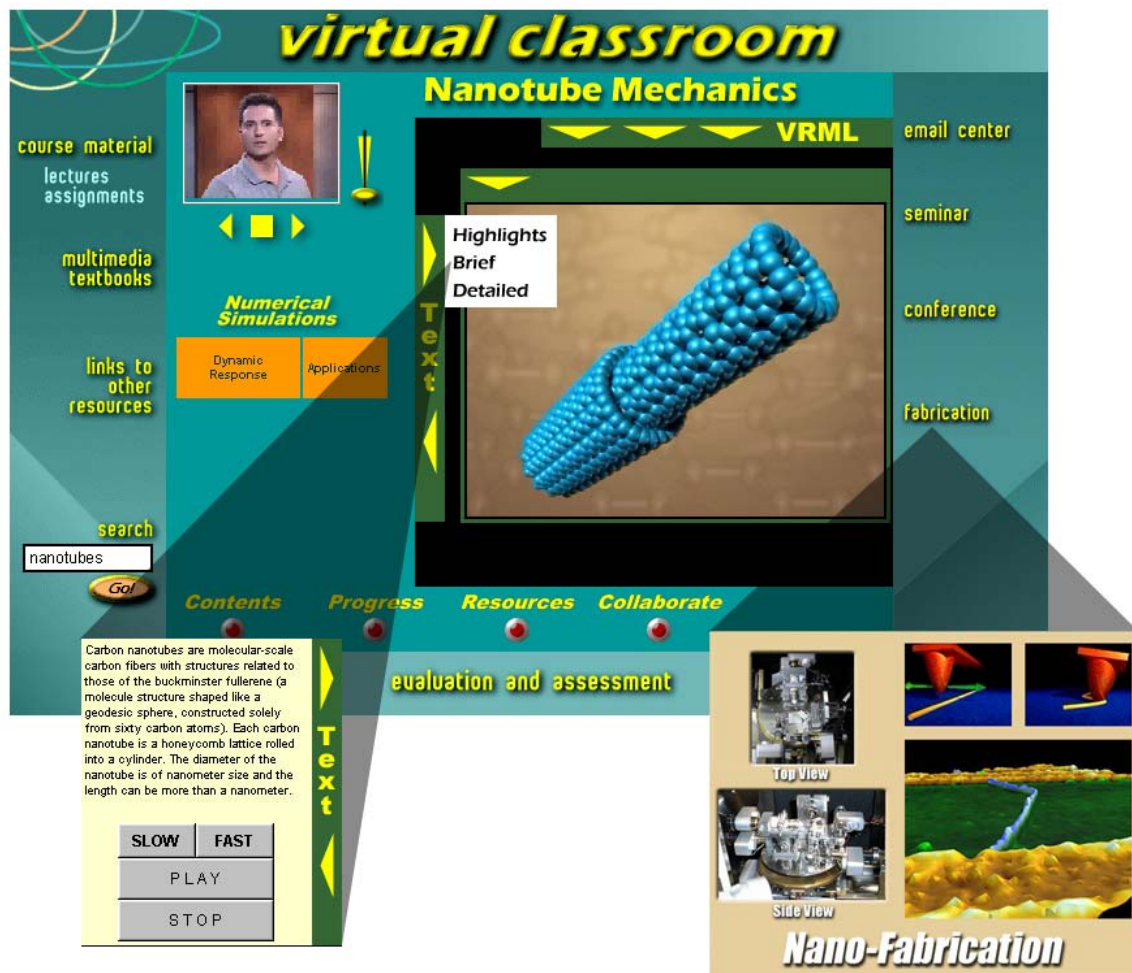 virtual classroom
Nanotube Mechanics
VRML
course material
lectures
assignments
multimedia
textbooks
links to
other
resources
search
nanotubes
Go!
Numerical
Simulations
Dynamic
Response
Applications
Text
Highlights
Brief
Detailed
email center
seminar
conference
fabrication
Contents
Progress
Resources
Collaborate
evaluation and assessment
Carbon nanotubes are molecular-scale
carbon fibers with structures related to
those of the buckminster fullerene (a
molecule structure shaped like a
geodesic sphere, constructed solely
from sixty carbon atoms). Each carbon
nanotube is a honeycomb lattice rolled
into a cylinder. The diameter of the
nanotube is of nanometer size and the
length can be more than a nanometer.
Text
SLOW
FAST
PLAY
STOP
Top View
Side View
Nano-Fabrication